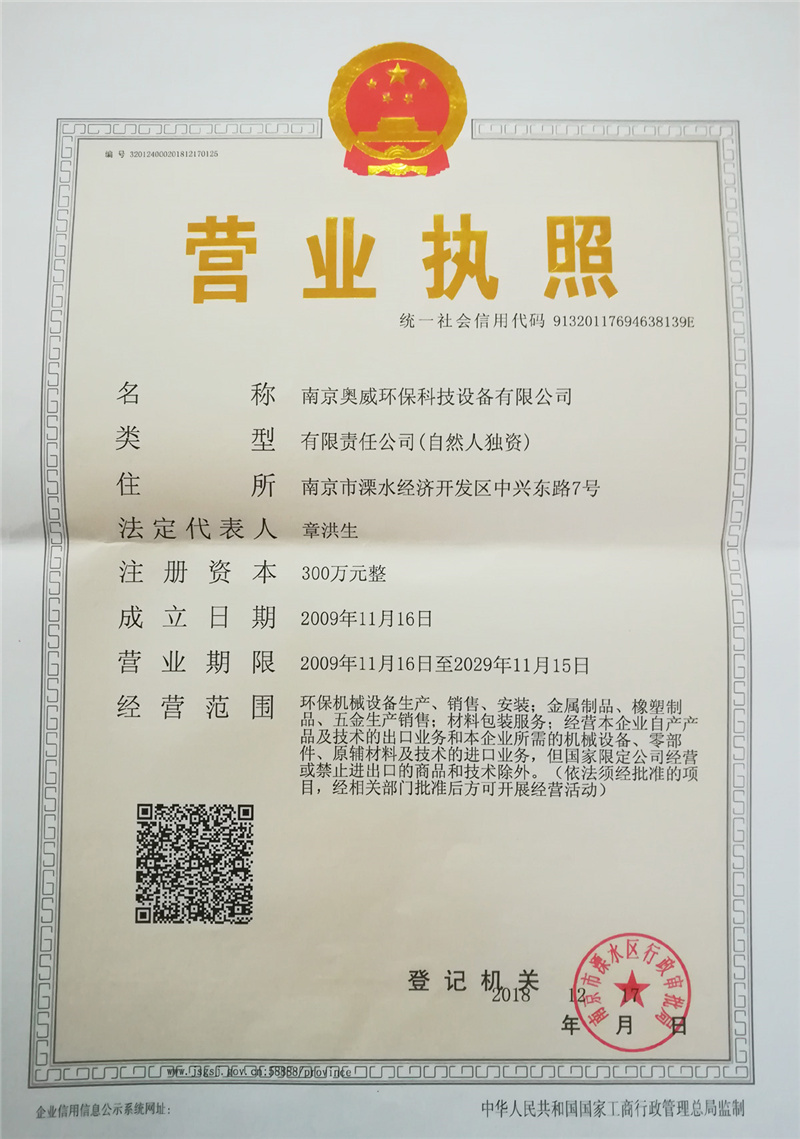 编 号 320124000201812170125
营业执照
统一社会信用代码 91320117694638139E
名称 南京奥威环保科技设备有限公司
类型 有限责任公司(自然人独资)
住所 南京市溧水经济开发区中兴东路7号
法定代表人 章洪生
注册资本 300万元整
成立日期 2009年11月16日
营业期限 2009年11月16日至2029年11月15日
经营范围 环保机械设备生产、销售、安装；金属制品、橡塑制
品、五金生产销售；材料包装服务；经营本企业自产产
品及技术的出口业务和本企业所需的机械设备、零部
件、原辅材料及技术的进口业务，但国家限定公司经营
或禁止进出口的商品和技术除外。（依法须经批准的项
目，经相关部门批准后方可开展经营活动）
南京市溧水区行政审批局
登记机关
2018 12 17
年 月 日
www.jsgsj.gov.cn:58888/province
企业信用信息公示系统网址：
中华人民共和国国家工商行政管理总局监制